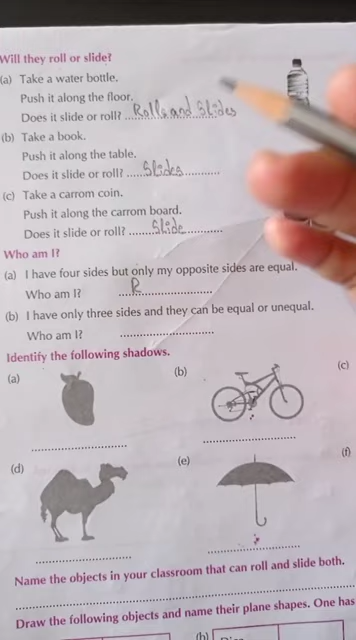 Will they roll or slide?
(a) Take a water bottle.
Push it along the floor.
Does it slide or roll? Rolls and Slides
(b) Take a book.
Push it along the table.
Does it slide or roll? Slides
(c) Take a carrom coin.
Push it along the carrom board.
Does it slide or roll? Slide
Who am I?
(a) I have four sides but only my opposite sides are equal.
Who am I? R
(b) I have only three sides and they can be equal or unequal.
Who am I?
Identify the following shadows.
(a) (b) (c)
(d) (e) (f)
Name the objects in your classroom that can roll and slide both.
Draw the following objects and name their plane shapes. One has
(b)